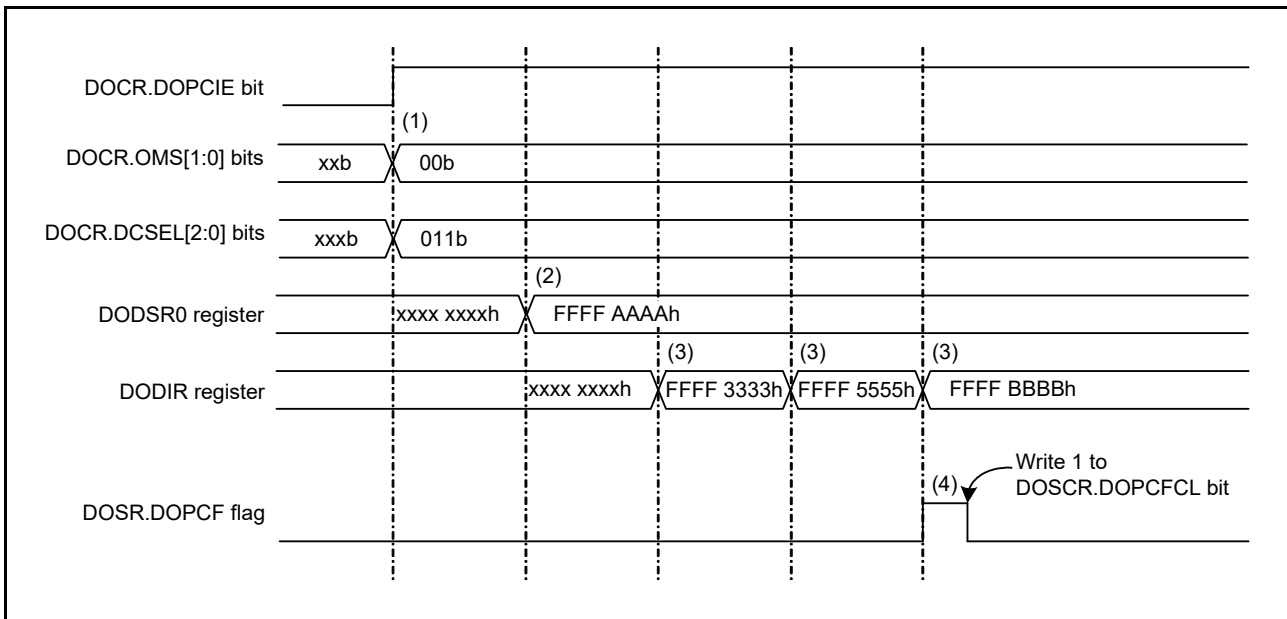 DOCR.DOPCIE bit
(1)
DOCR.OMS[1:0] bits xxb 00b
DOCR.DCSEL[2:0] bits xxxb 011b
(2)
DODSR0 register xxxx xxxxh FFFF AAAAh
(3) (3) (3)
DODIR register xxxx xxxxh FFFF 3333h FFFF 5555h FFFF BBBBh
Write 1 to
(4) DOSCR.DOPCFCL bit
DOSR.DOPCF flag